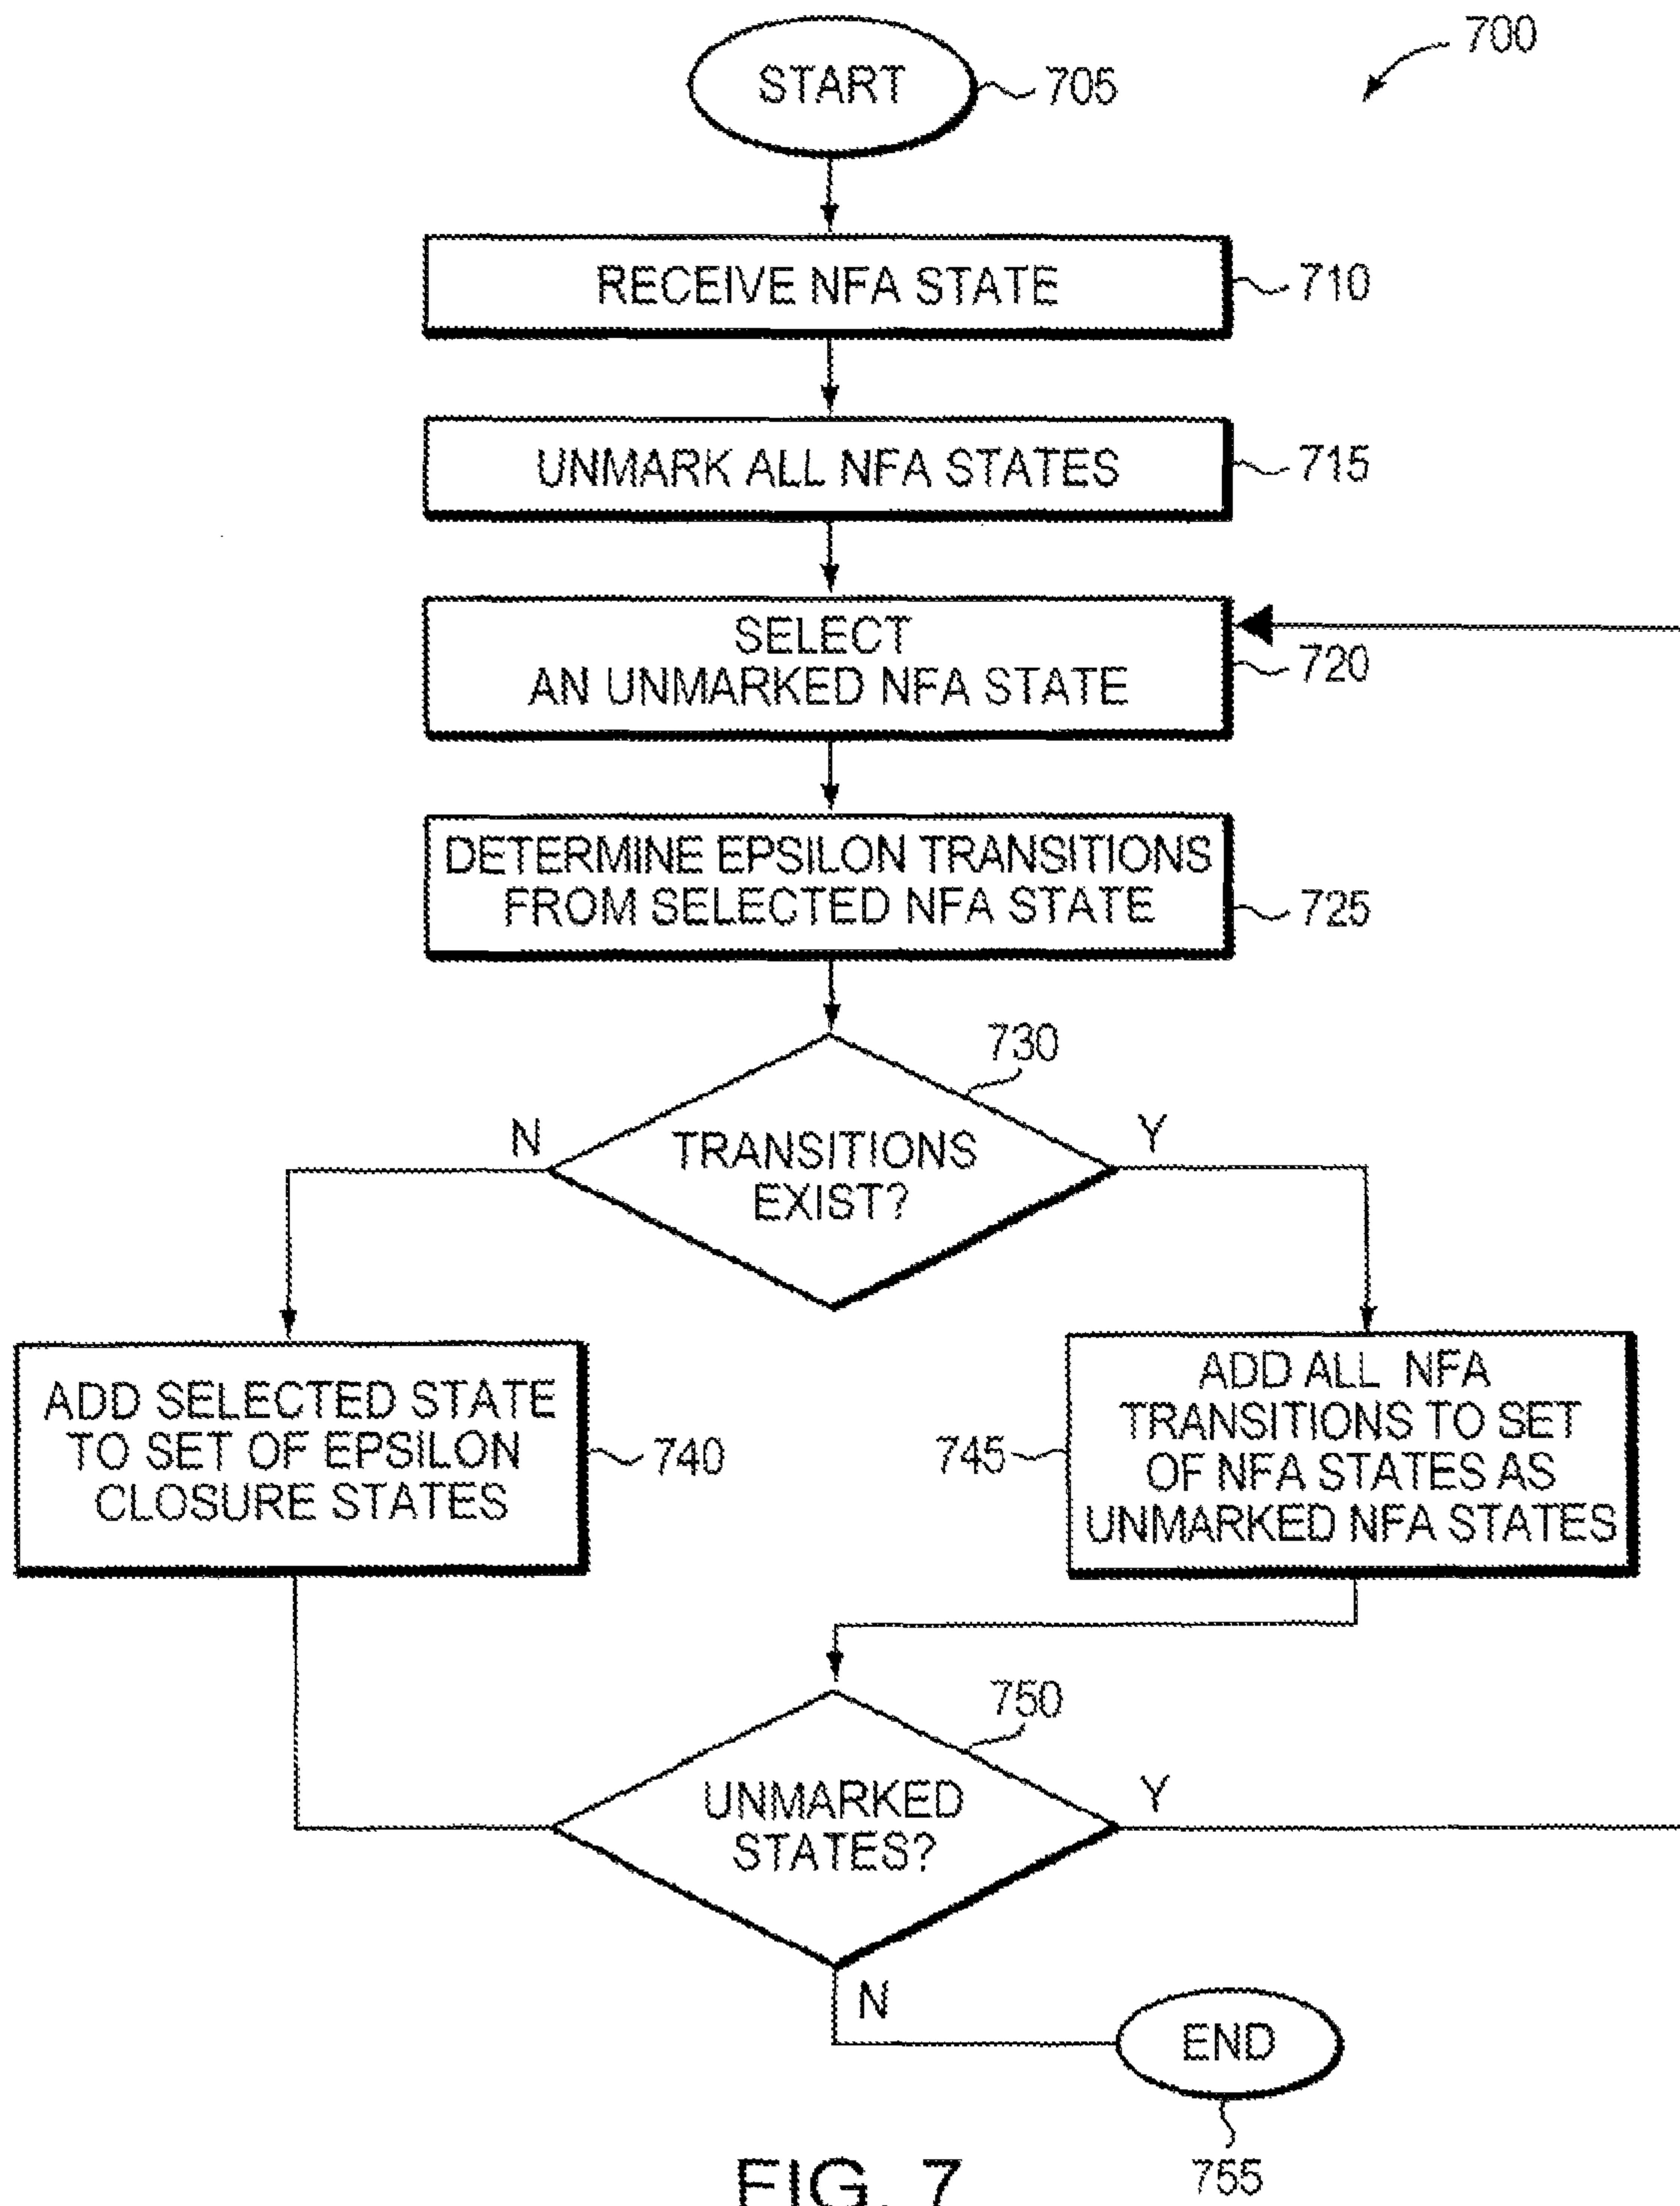 700
START
705
RECEIVE NFA STATE
710
UNMARK ALL NFA STATES
715
SELECT
AN UNMARKED NFA STATE
720
DETERMINE EPSILON TRANSITIONS
FROM SELECTED NFA STATE
725
730
N
Y
TRANSITIONS
EXIST?
ADD SELECTED STATE
TO SET OF EPSILON
CLOSURE STATES
740
745
ADD ALL NFA
TRANSITIONS TO SET
OF NFA STATES AS
UNMARKED NFA STATES
750
UNMARKED
STATES?
Y
N
END
755
FIG. 7